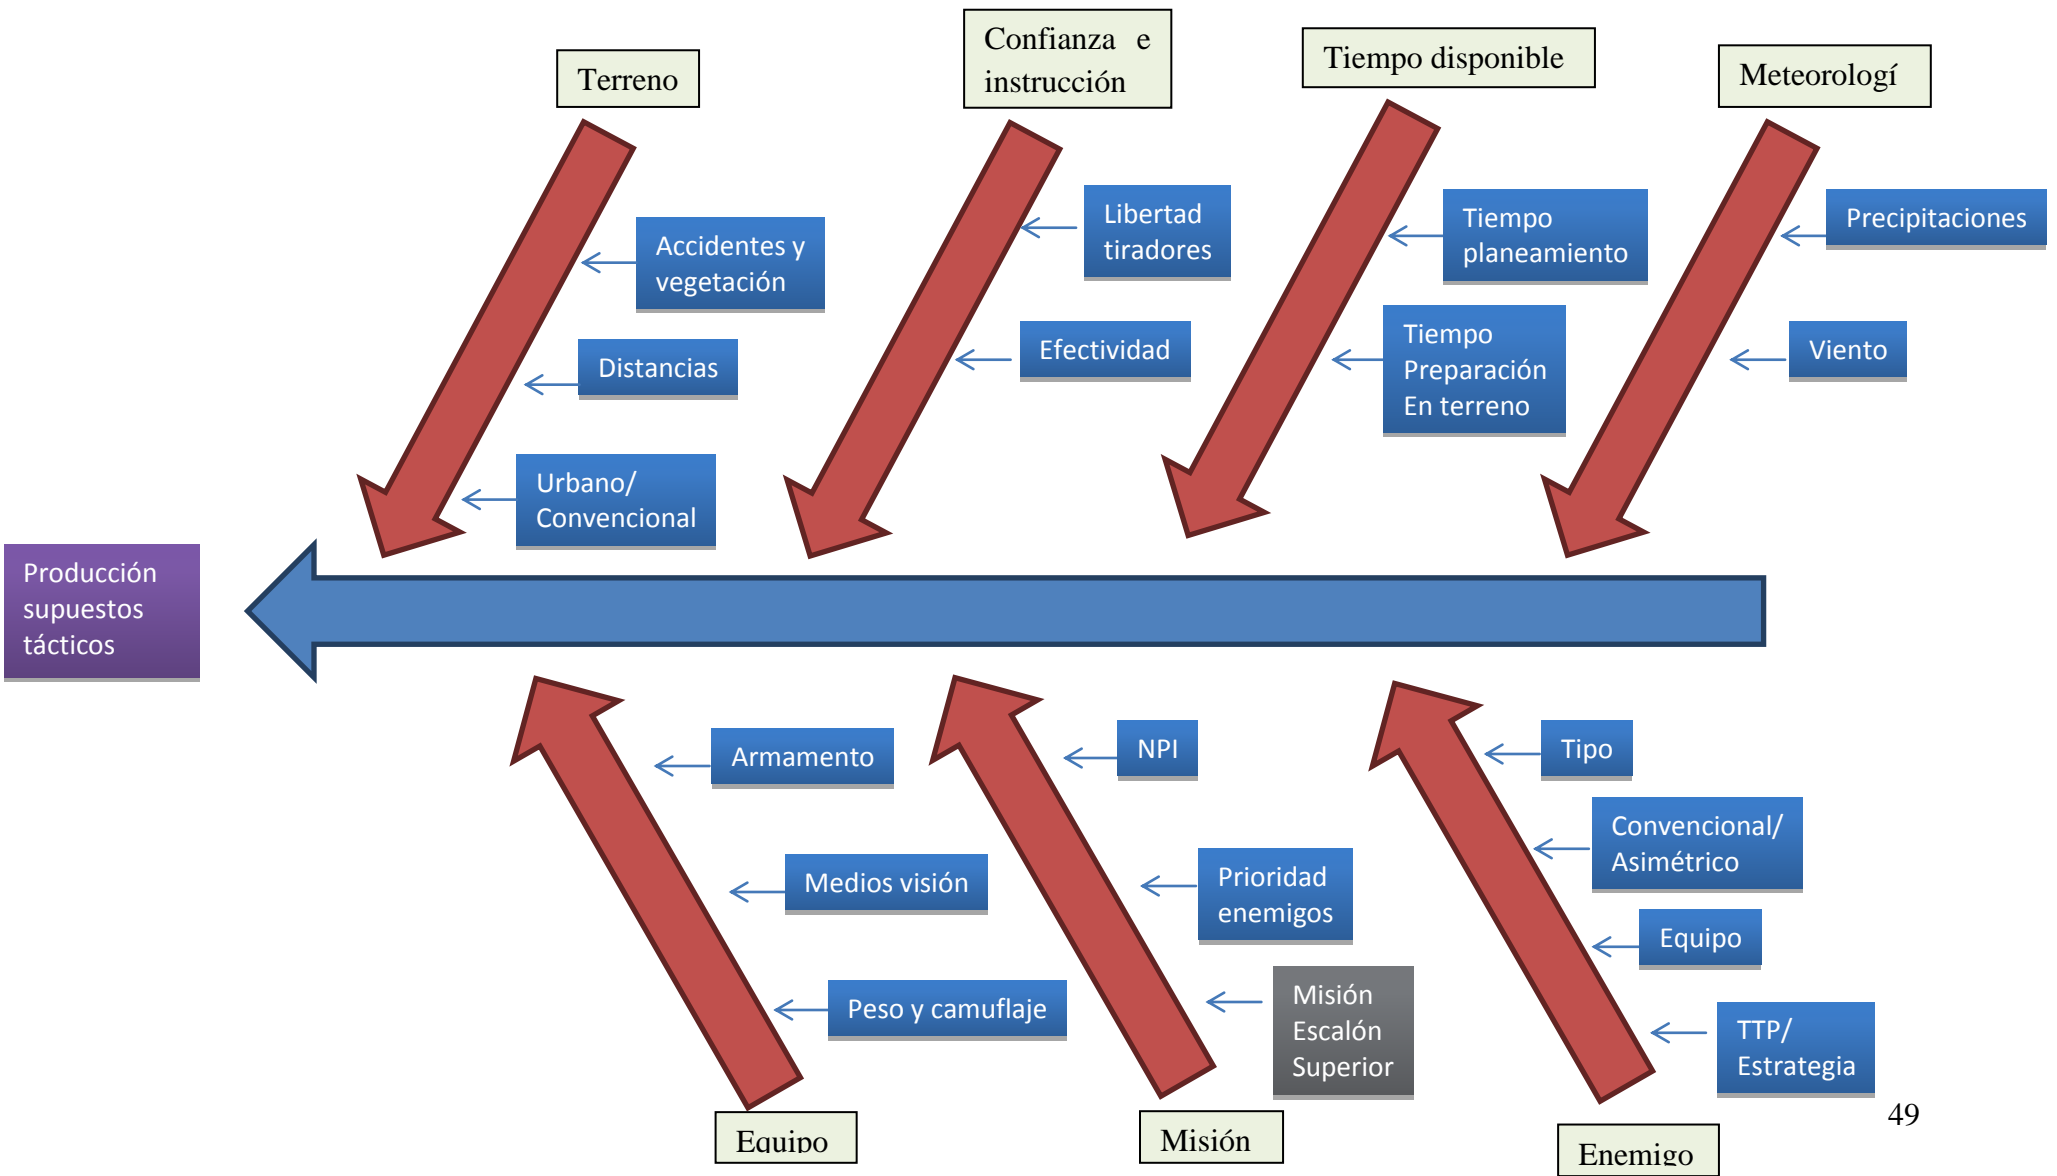 Terreno
Confianza e
instrucción
Tiempo disponible
Meteorologí
Accidentes y
vegetación
Distancias
Urbano/
Convencional
Libertad
tiradores
Efectividad
Tiempo
planeamiento
Tiempo
Preparación
En terreno
Precipitaciones
Viento
Producción
supuestos
tácticos
Armamento
Medios visión
Peso y camuflaje
NPI
Prioridad
enemigos
Misión
Escalón
Superior
Tipo
Convencional/
Asimétrico
Equipo
TTP/
Estrategia
Equipo
Misión
Enemigo
49